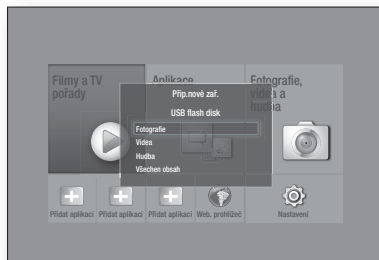 Filmy a TV
pořady
Aplikace
Fotografie,
videa a
hudba
Přip.nové zař.
USB flash disk
Fotografie
Videa
Hudba
Všechen obsah
Přidat aplikaci
Přidat aplikaci
Přidat aplikaci
Web. prohlížeč
Nastavení